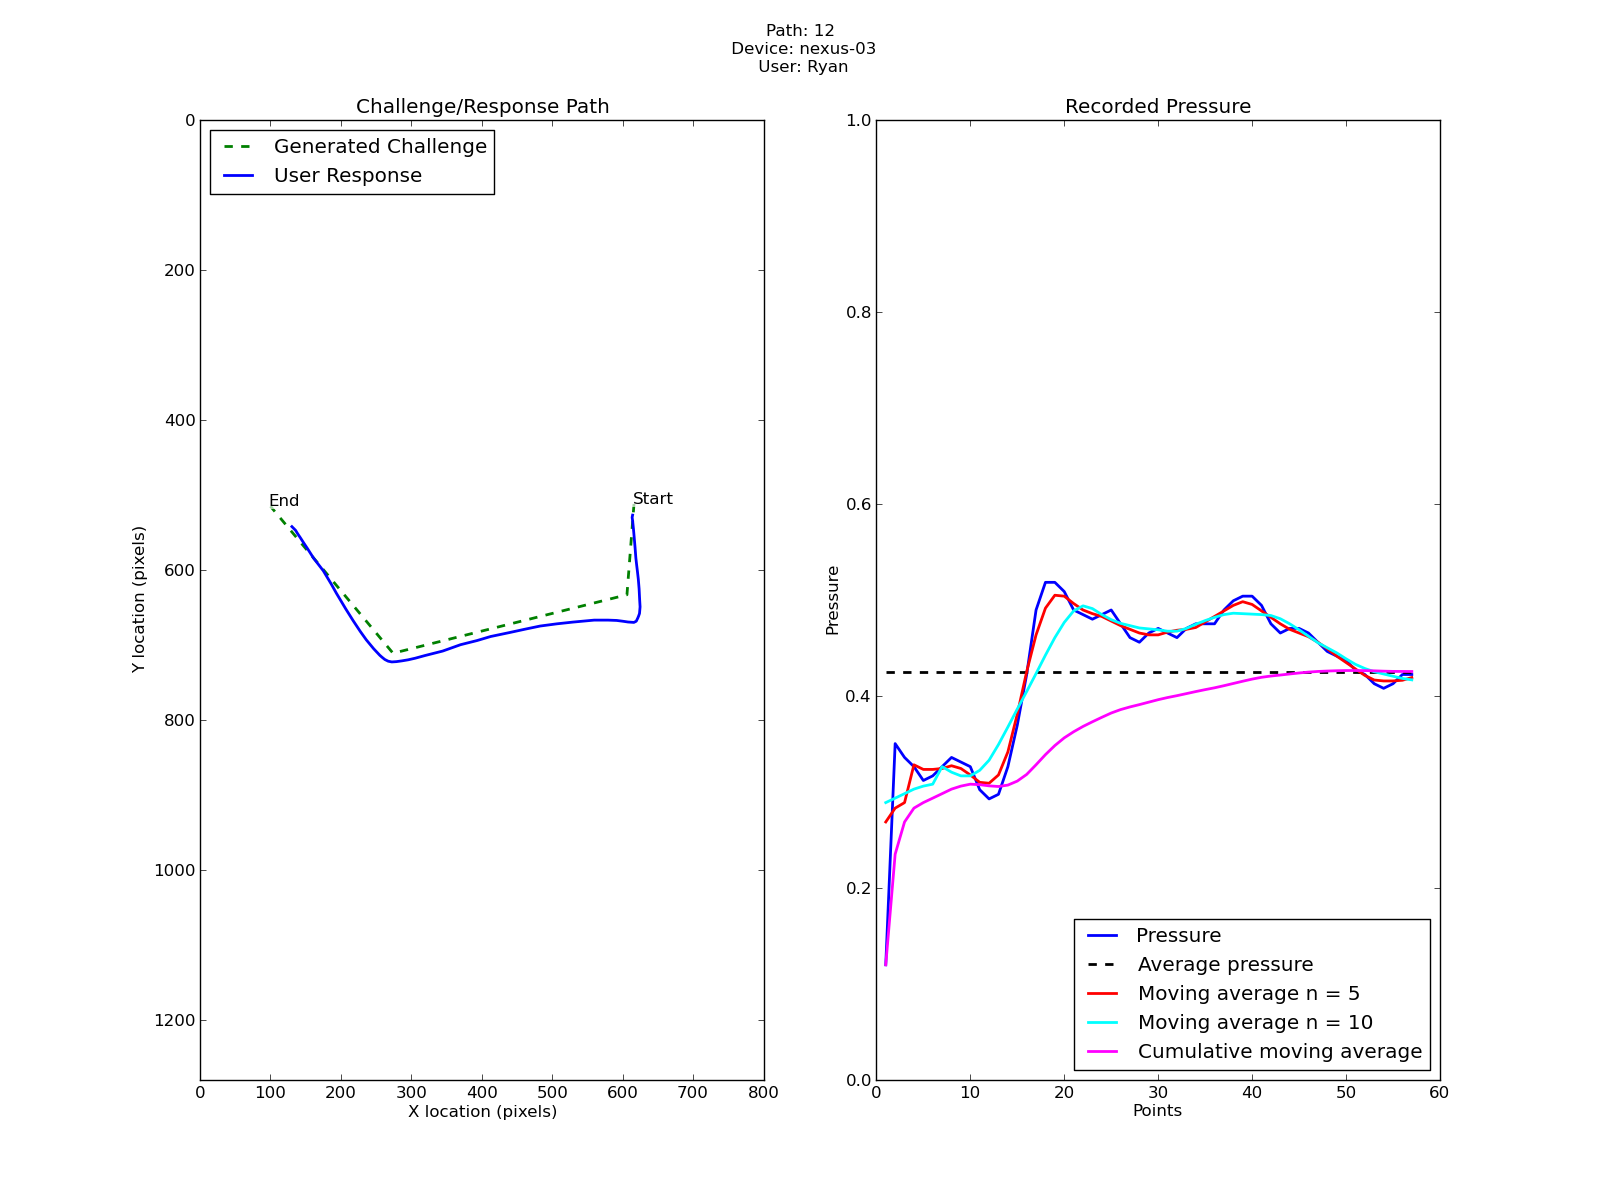 Path: 12
Device: nexus-03
User: Ryan
Challenge/Response Path
Generated Challenge
User Response
0
200
400
600
800
1000
1200
Y location (pixels)
End
Start
0 100 200 300 400 500 600 700 800
X location (pixels)
Recorded Pressure
1.0
0.8
0.6
0.4
0.2
0.0
Pressure
Pressure
Average pressure
Moving average n = 5
Moving average n = 10
Cumulative moving average
0 10 20 30 40 50 60
Points